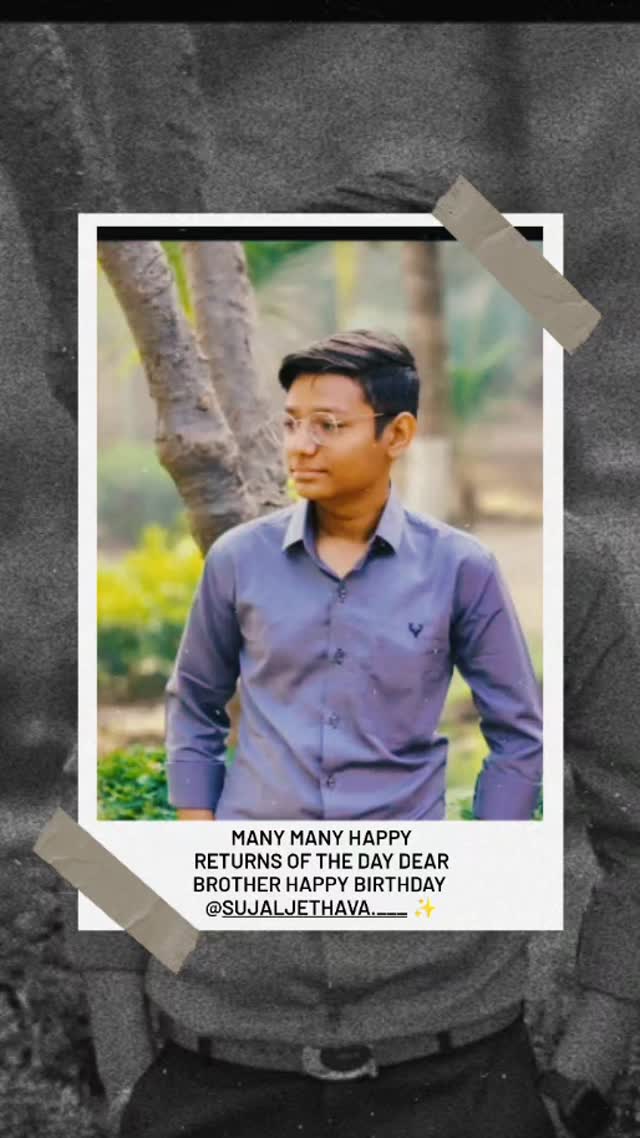 MANY MANY HAPPY
RETURNS OF THE DAY DEAR
BROTHER HAPPY BIRTHDAY
@SUJALJETHAVA.___ ✨